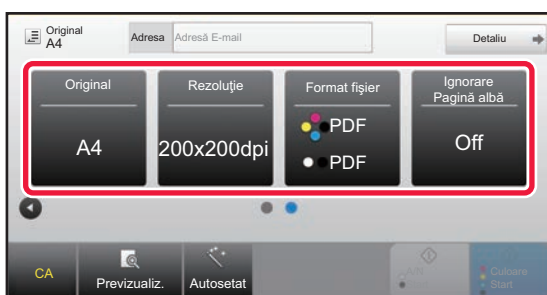 Original
A4
Adresa
Adresă E-mail
Detaliu
Original
A4
Rezoluţie
200x200dpi
Format fişier
PDF
PDF
Ignorare
Pagină albă
Off
CA
Previzualiz.
Autosetat
A/N
Start
Culoare
Start